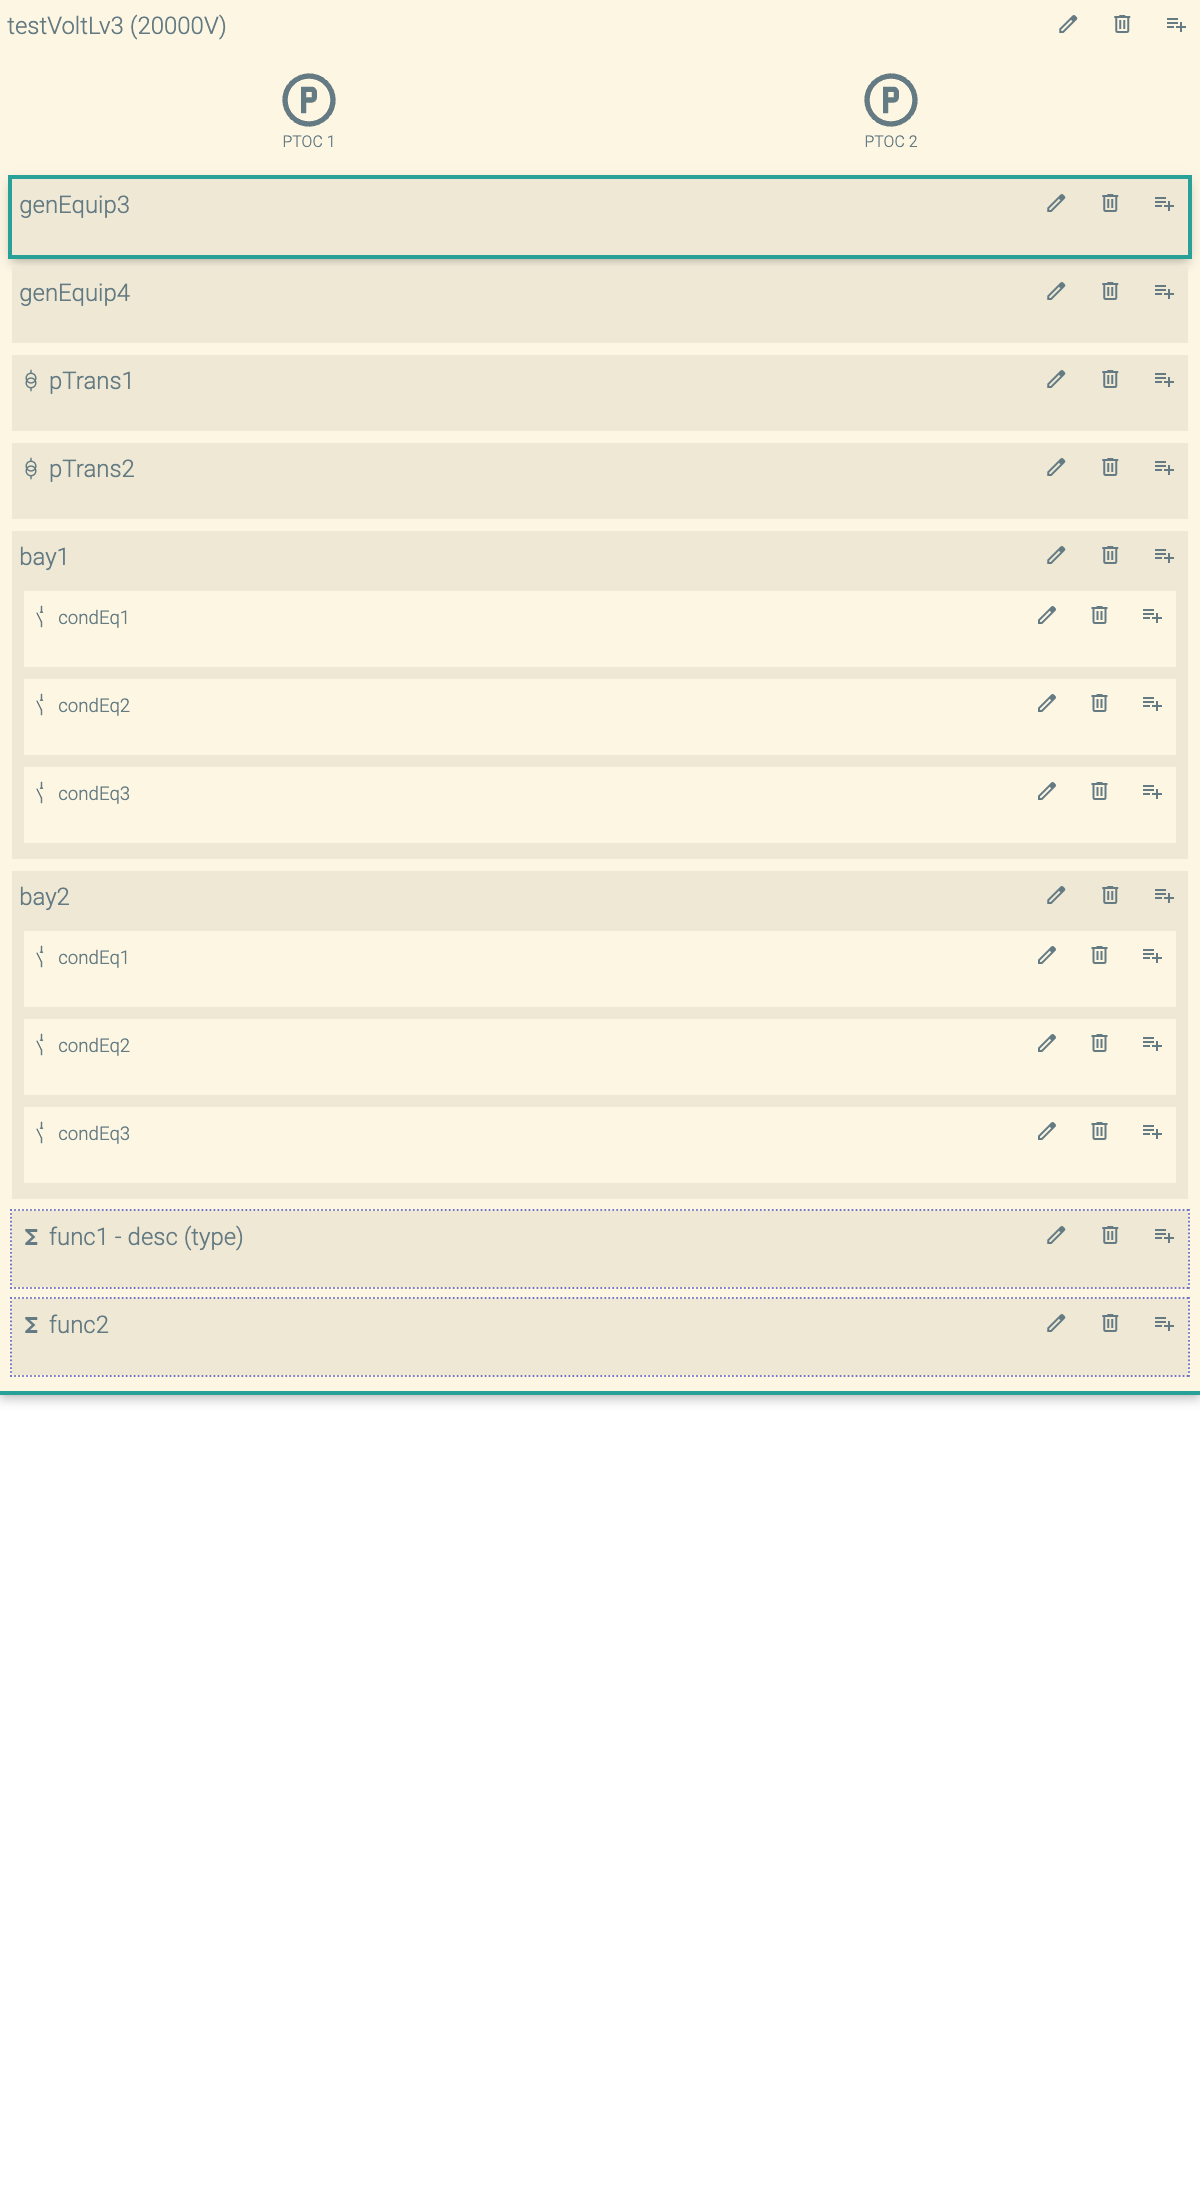 testVoltLv3 (20000V)
PTOC 1
PTOC 2
genEquip3
genEquip4
pTrans1
pTrans2
bay1
condEq1
condEq2
condEq3
bay2
condEq1
condEq2
condEq3
func1 - desc (type)
func2